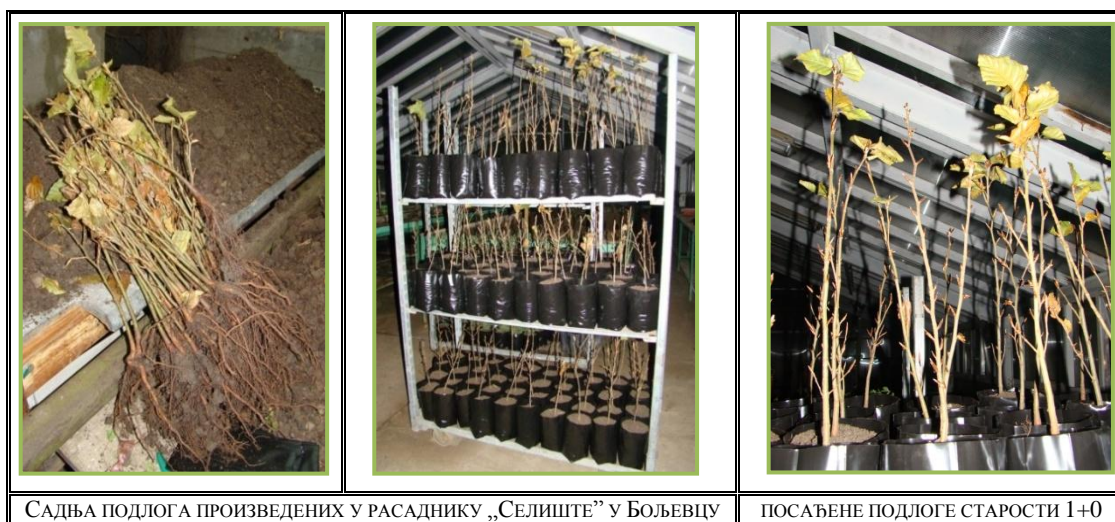 САДЊА ПОДЛОГА ПРОИЗВЕДЕНИХ У РАСАДНИКУ „СЕЛИШТЕ” У БОЉЕВЦУ
ПОСАЂЕНЕ ПОДЛОГЕ СТАРОСТИ 1+0